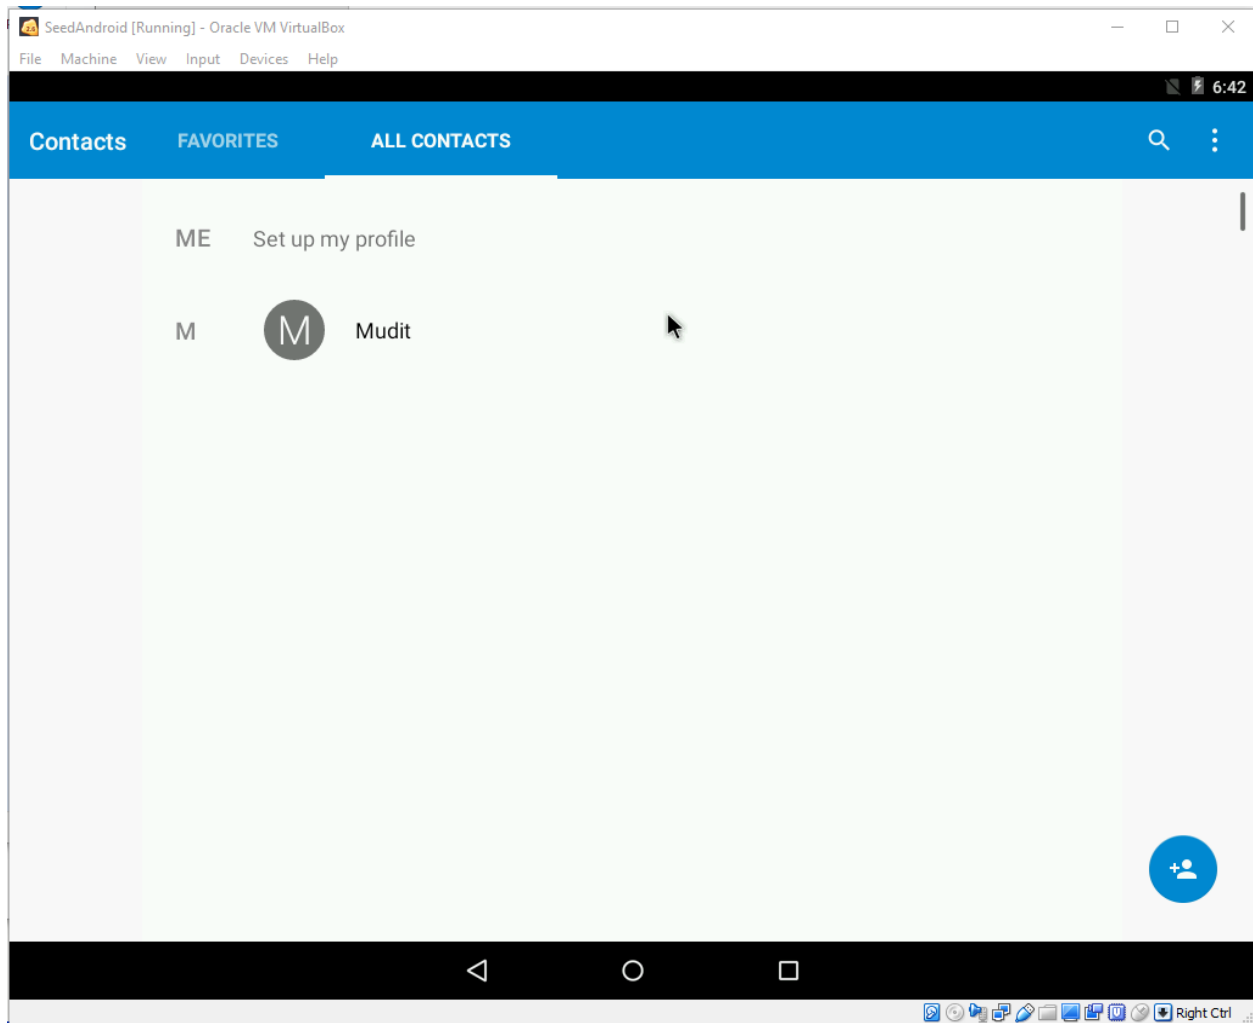 SeedAndroid [Running] - Oracle VM VirtualBox
File Machine View Input Devices Help
6:42
Contacts FAVORITES ALL CONTACTS
ME Set up my profile
M M Mudit
Right Ctrl